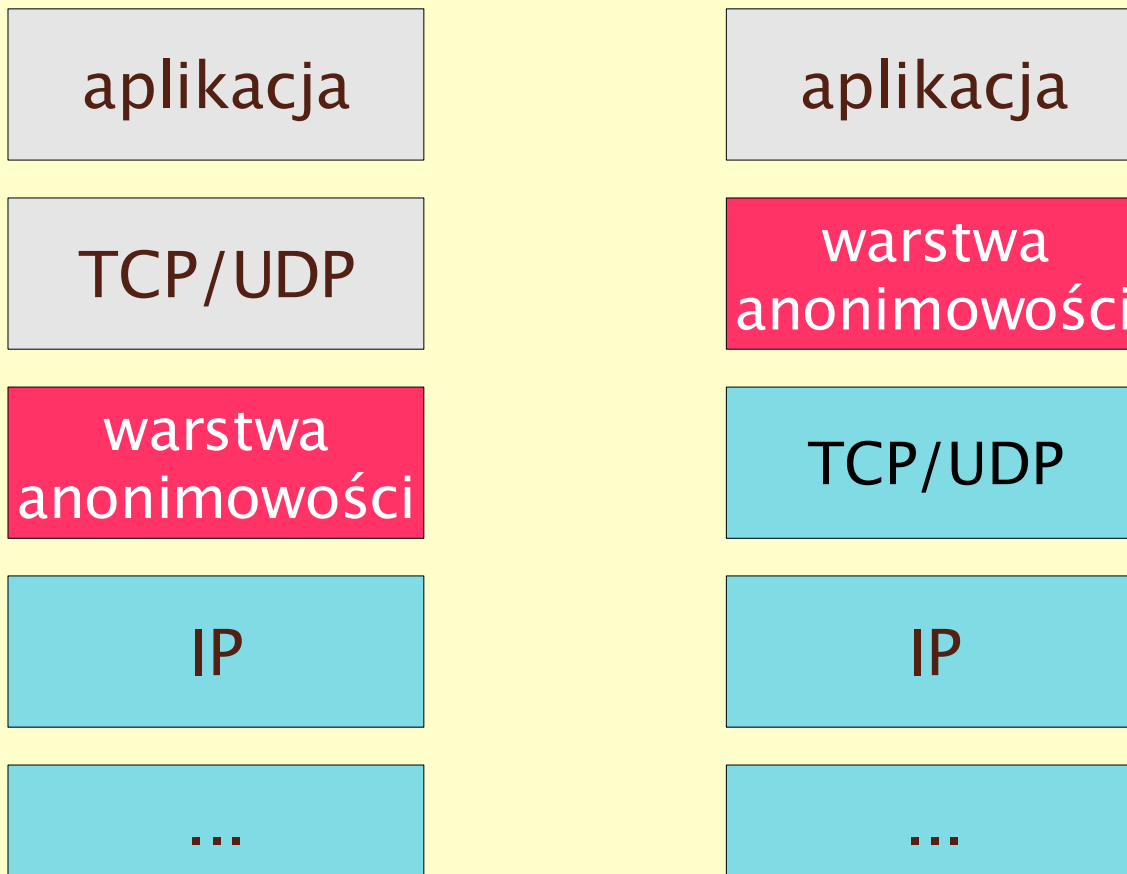 aplikacja
TCP/UDP
warstwa
anonimowości
IP
...
aplikacja
warstwa
anonimowości
TCP/UDP
IP
...